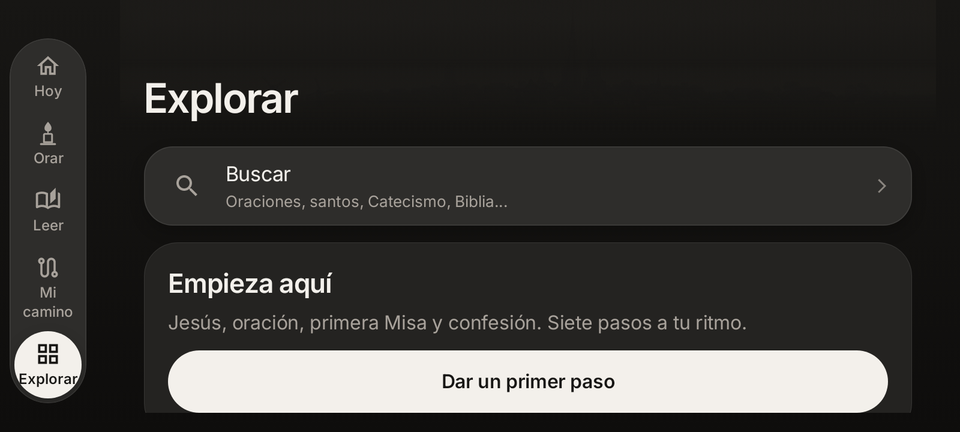 Hoy
Orar
Leer
Mi
camino
Explorar
Explorar
Buscar
Oraciones, santos, Catecismo, Biblia...
Empieza aquí
Jesús, oración, primera Misa y confesión. Siete pasos a tu ritmo.
Dar un primer paso